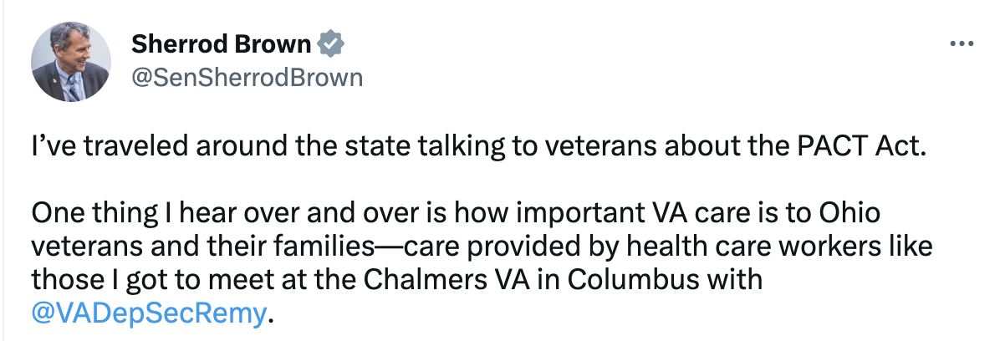 Sherrod Brown
@SenSherrodBrown
I’ve traveled around the state talking to veterans about the PACT Act.
One thing I hear over and over is how important VA care is to Ohio
veterans and their families—care provided by health care workers like
those I got to meet at the Chalmers VA in Columbus with
@VADepSecRemy.